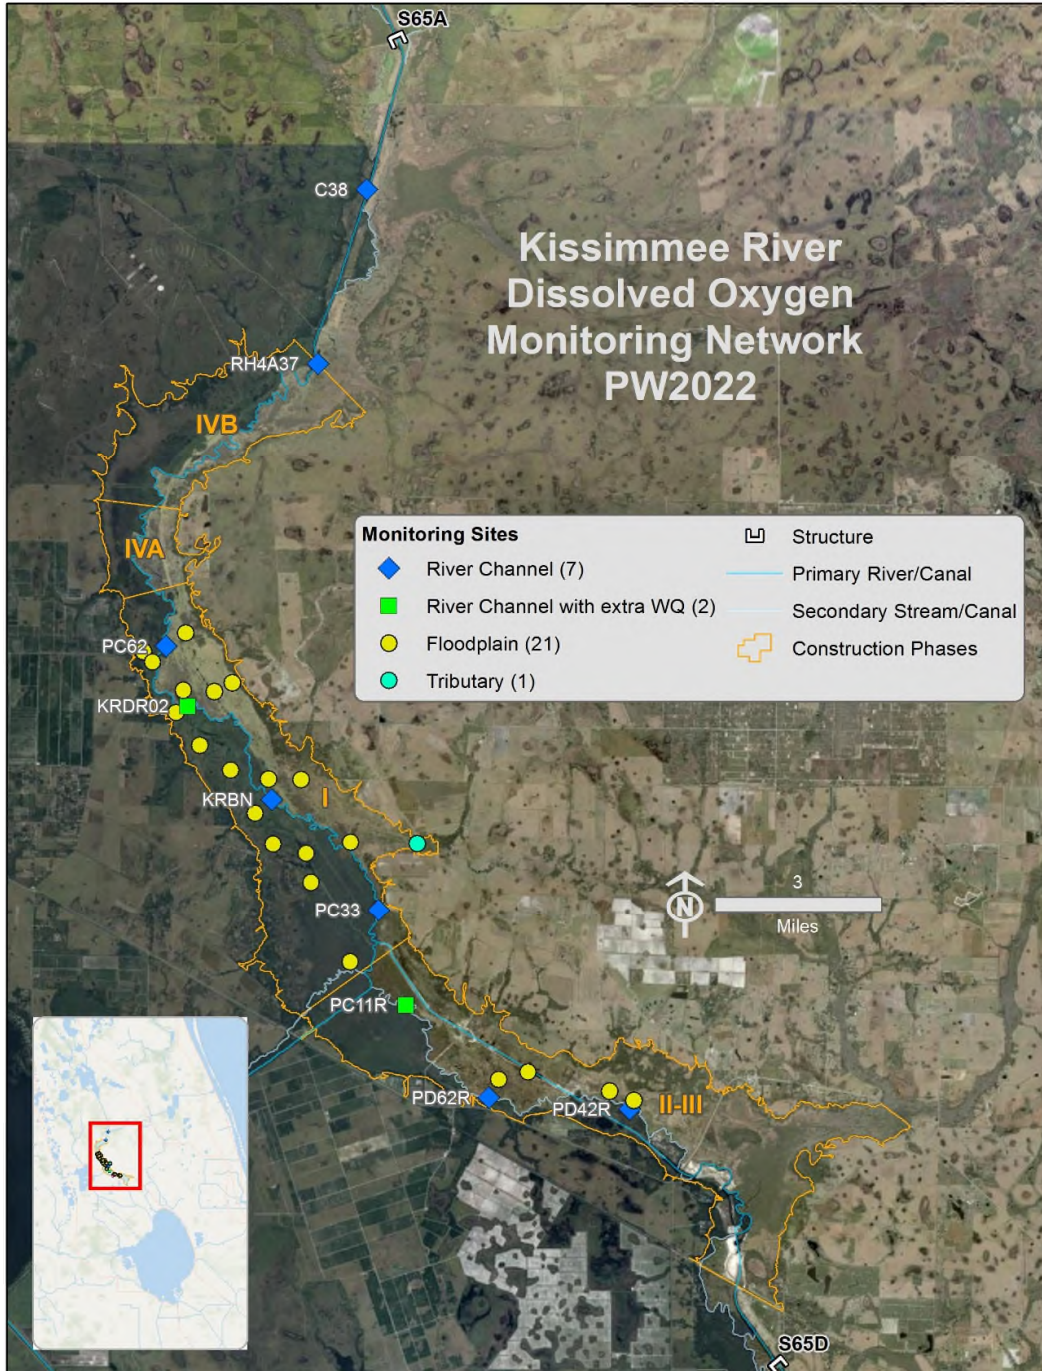 S65A
C38
Kissimmee River
Dissolved Oxygen
Monitoring Network
PW2022
RH4A37
IVB
IVA
Monitoring Sites
River Channel (7)
River Channel with extra WQ (2)
Floodplain (21)
Tributary (1)
Structure
Primary River/Canal
Secondary Stream/Canal
Construction Phases
PC62
KRDR02
KRBN
I
PC33
N
3
Miles
PC11R
PD62R
PD42R
II-III
S65D